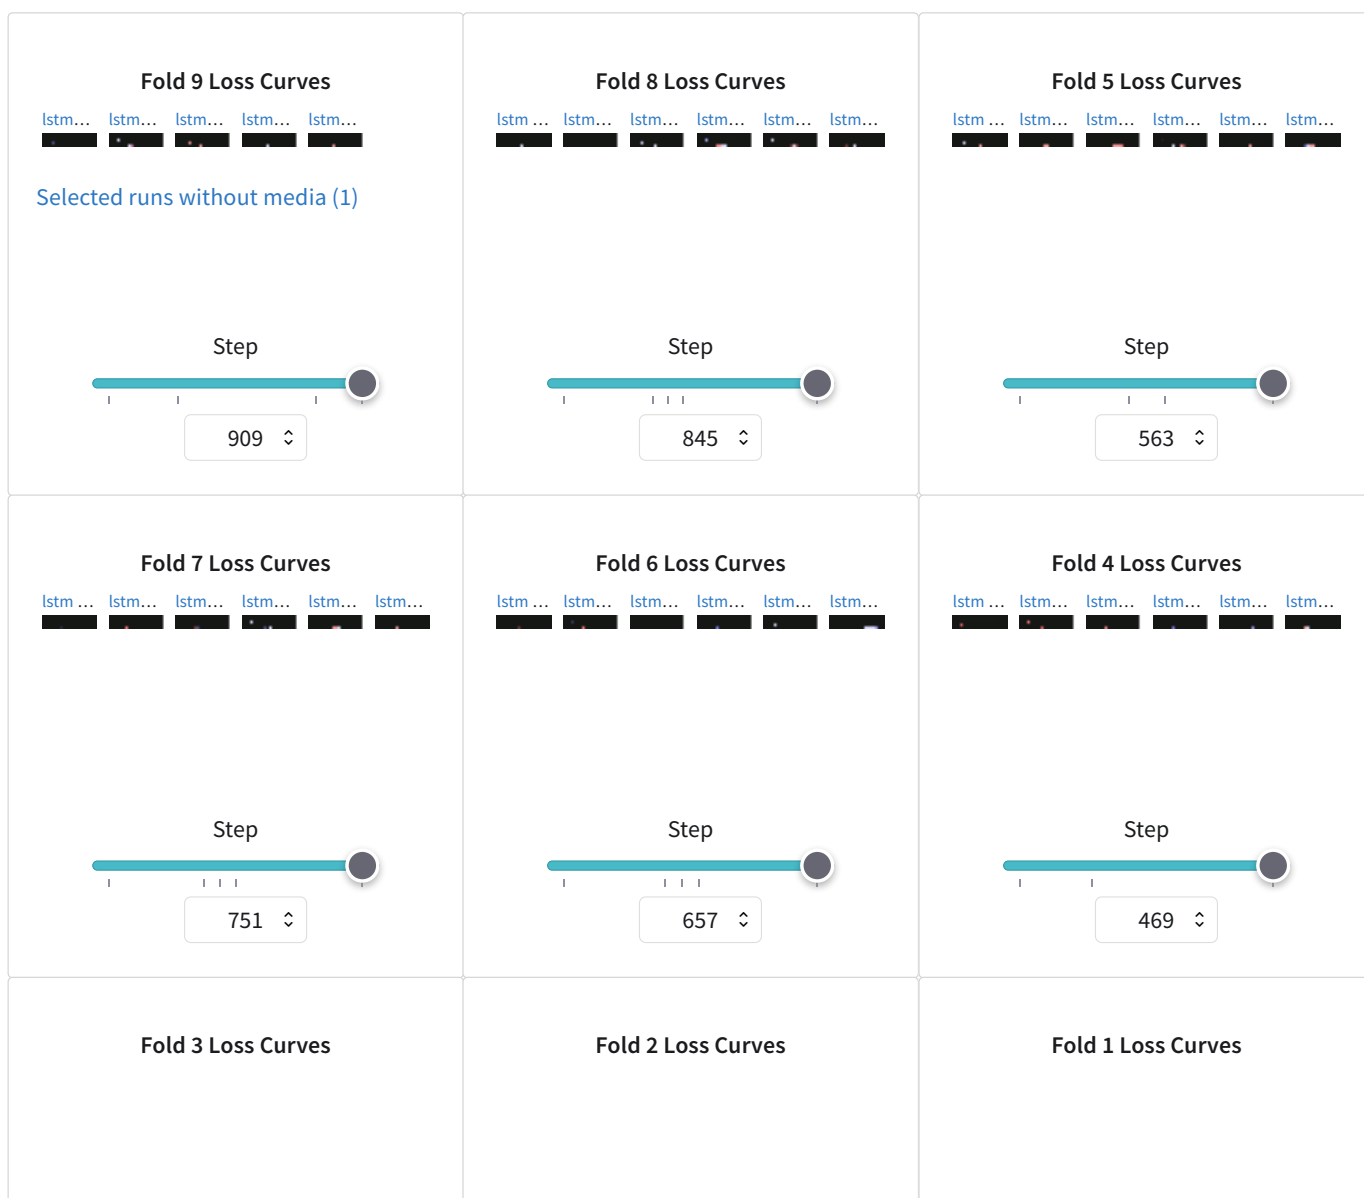 Fold 9 Loss Curves
lstm... lstm... lstm... lstm... lstm...
Selected runs without media (1)
Step
909
Fold 8 Loss Curves
lstm ... lstm... lstm... lstm... lstm... lstm...
Step
845
Fold 5 Loss Curves
lstm ... lstm... lstm... lstm... lstm... lstm...
Step
563
Fold 7 Loss Curves
lstm ... lstm... lstm... lstm... lstm... lstm...
Step
751
Fold 6 Loss Curves
lstm ... lstm... lstm... lstm... lstm... lstm...
Step
657
Fold 4 Loss Curves
lstm ... lstm... lstm... lstm... lstm... lstm...
Step
469
Fold 3 Loss Curves
Fold 2 Loss Curves
Fold 1 Loss Curves